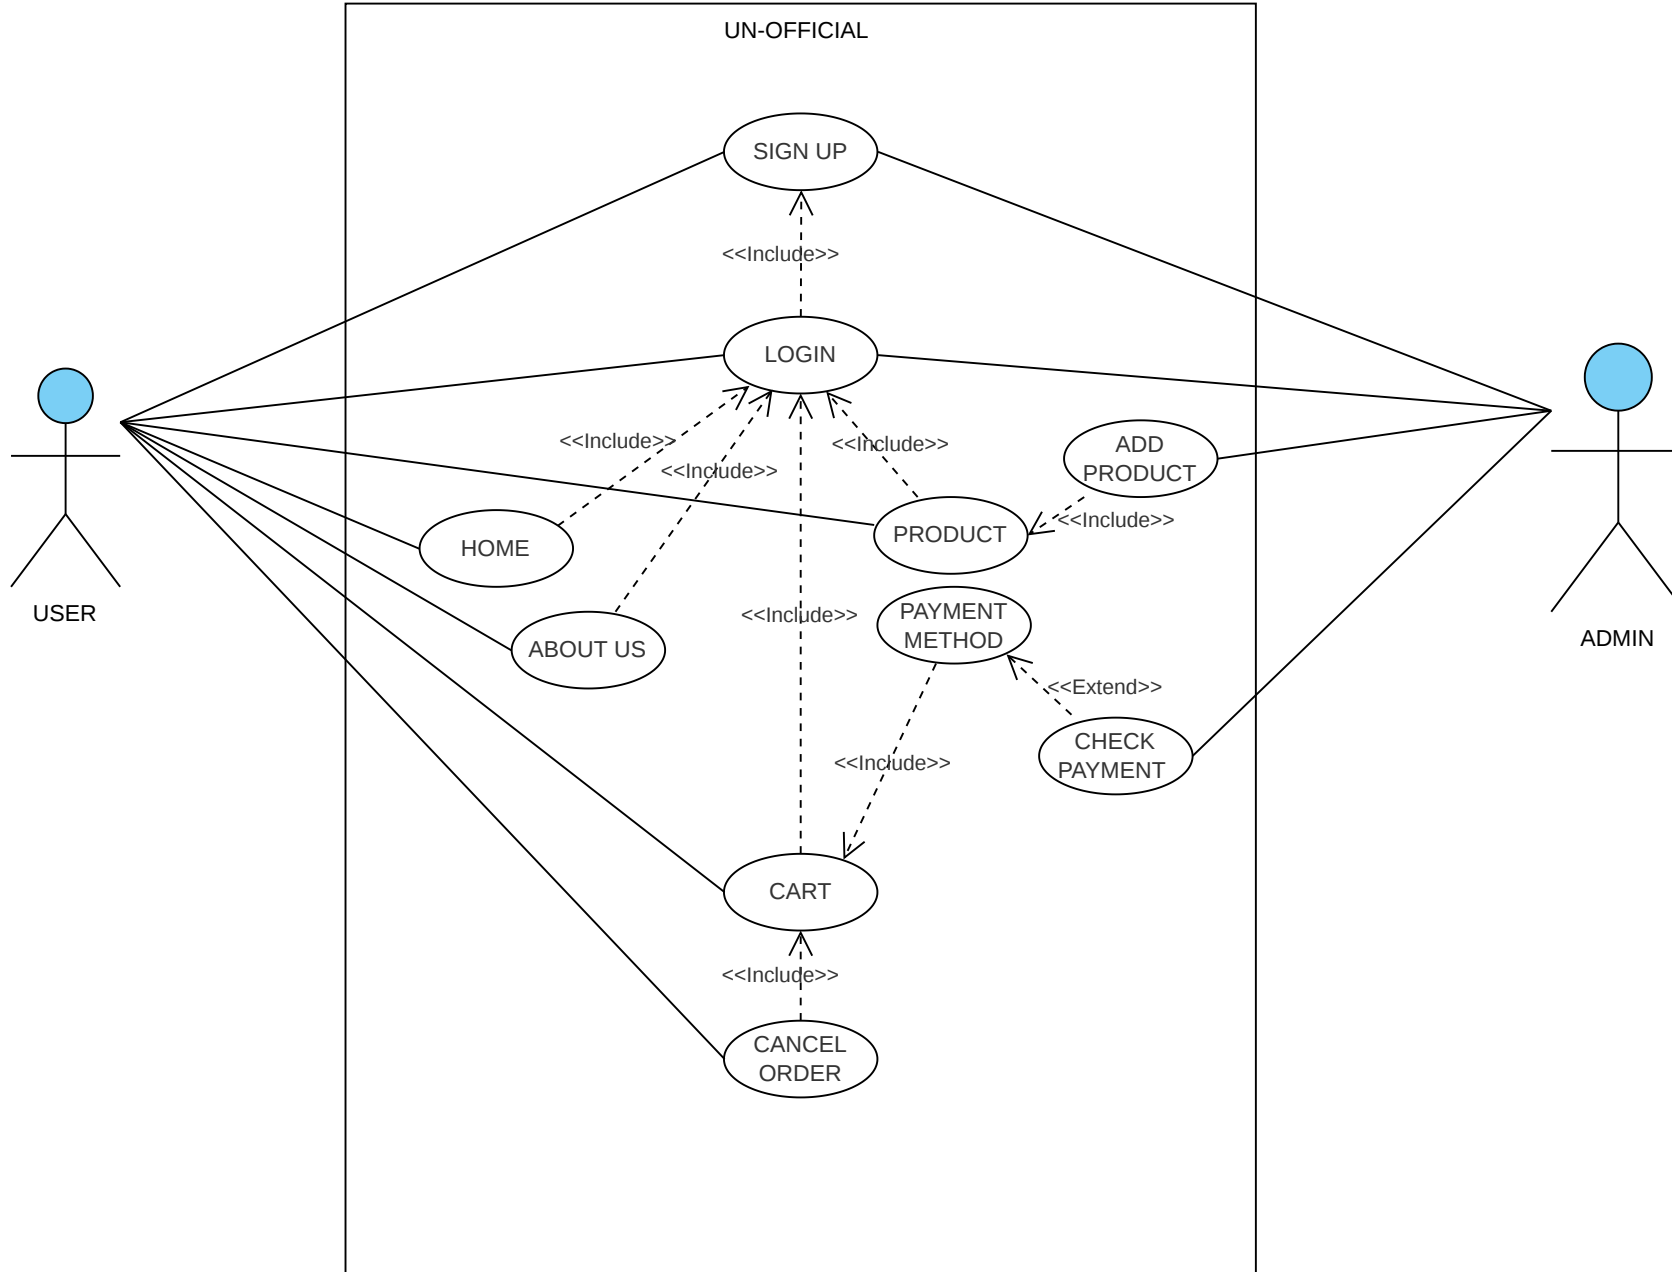 UN-OFFICIAL
SIGN UP
<<Include>>
LOGIN
<<Include>>
<<Include>>
<<Include>>
ADD
PRODUCT
<<Include>>
PRODUCT
HOME
USER
ABOUT US
<<Include>>
PAYMENT
METHOD
ADMIN
<<Extend>>
CHECK
PAYMENT
<<Include>>
CART
<<Include>>
CANCEL
ORDER